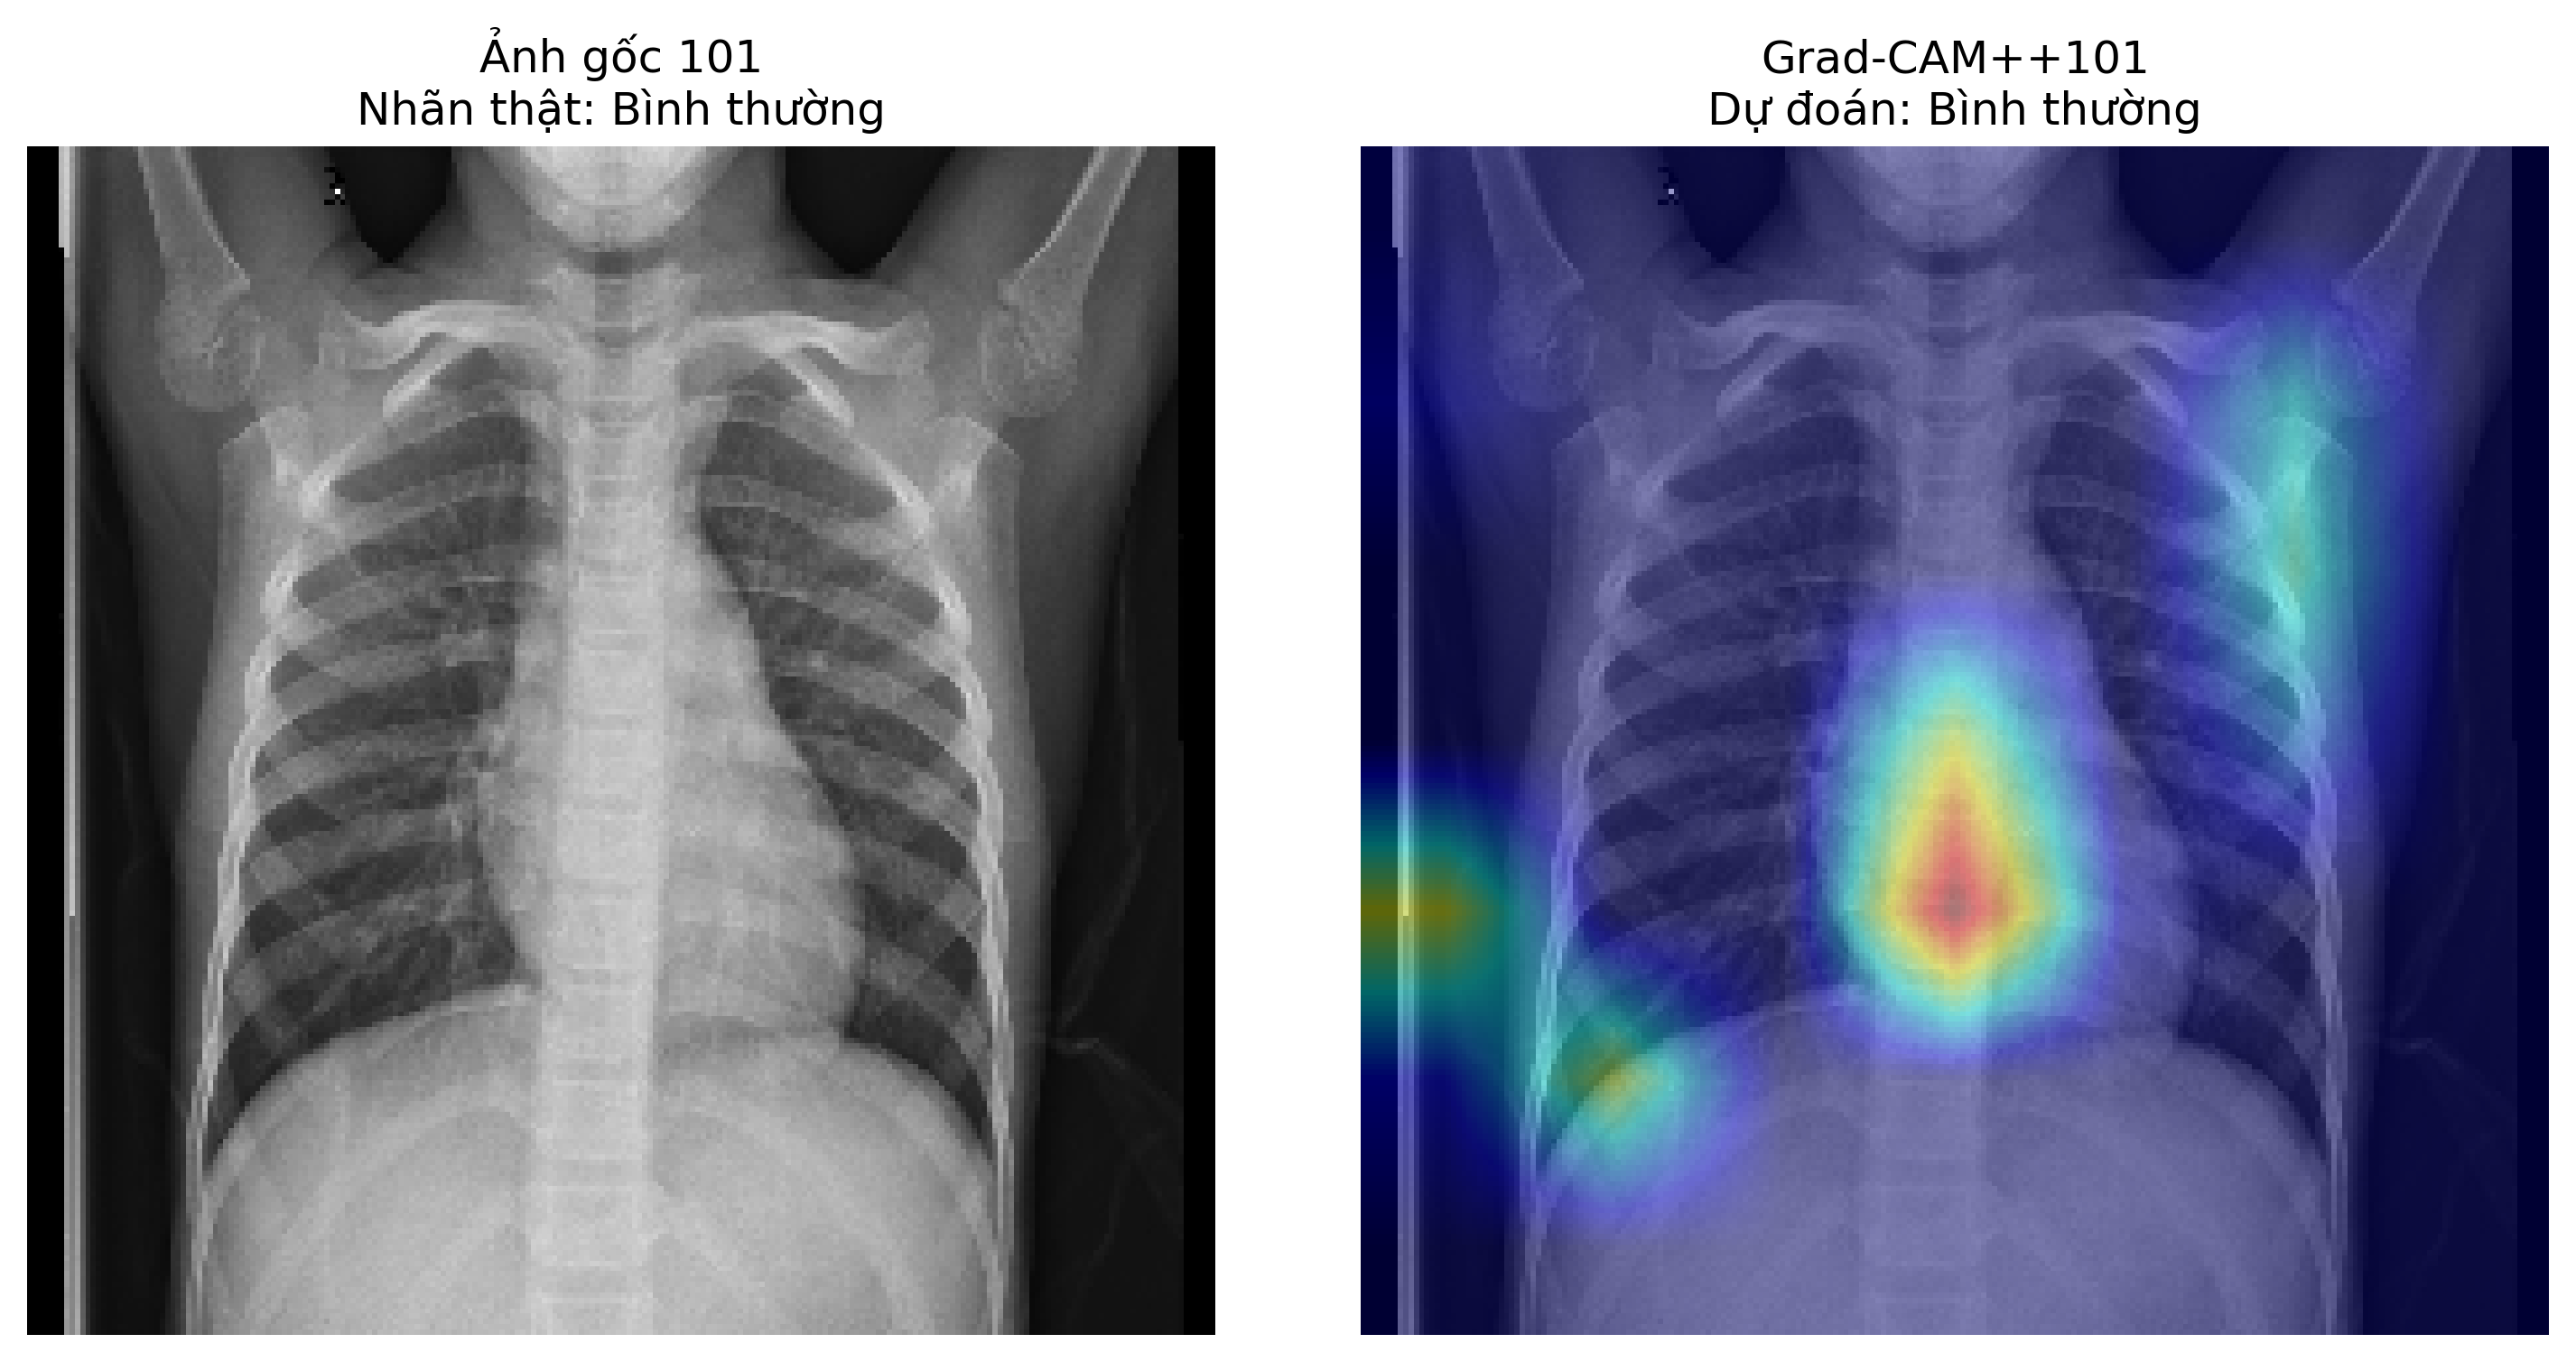 Ảnh gốc 101
Nhãn thật: Bình thường
Grad-CAM++101
Dự đoán: Bình thường